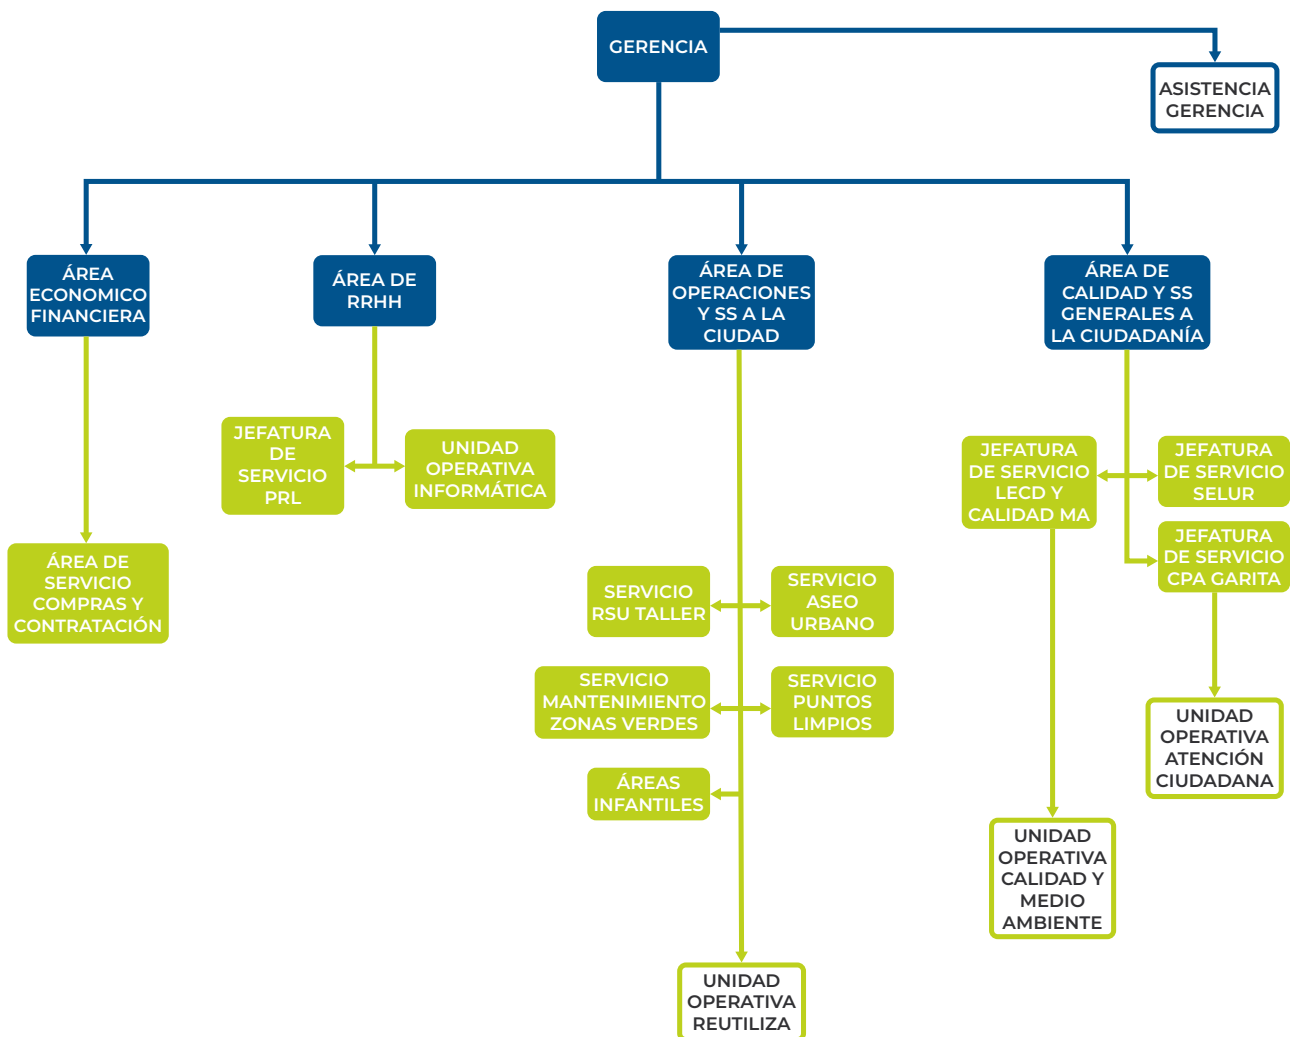 GERENCIA
ASISTENCIA
GERENCIA
ÁREA
ECONOMICO
FINANCIERA
ÁREA DE
RRHH
ÁREA DE
OPERACIONES
Y SS A LA
CIUDAD
ÁREA DE
CALIDAD Y SS
GENERALES A
LA CIUDADANÍA
JEFATURA
DE
SERVICIO
PRL
UNIDAD
OPERATIVA
INFORMÁTICA
JEFATURA
DE SERVICIO
LECD Y
CALIDAD MA
JEFATURA
DE SERVICIO
SELUR
JEFATURA
DE SERVICIO
CPA GARITA
ÁREA DE
SERVICIO
COMPRAS Y
CONTRATACIÓN
SERVICIO
RSU TALLER
SERVICIO
ASEO
URBANO
SERVICIO
MANTENIMIENTO
ZONAS VERDES
SERVICIO
PUNTOS
LIMPIOS
ÁREAS
INFANTILES
UNIDAD
OPERATIVA
ATENCIÓN
CIUDADANA
UNIDAD
OPERATIVA
CALIDAD Y
MEDIO
AMBIENTE
UNIDAD
OPERATIVA
REUTILIZA